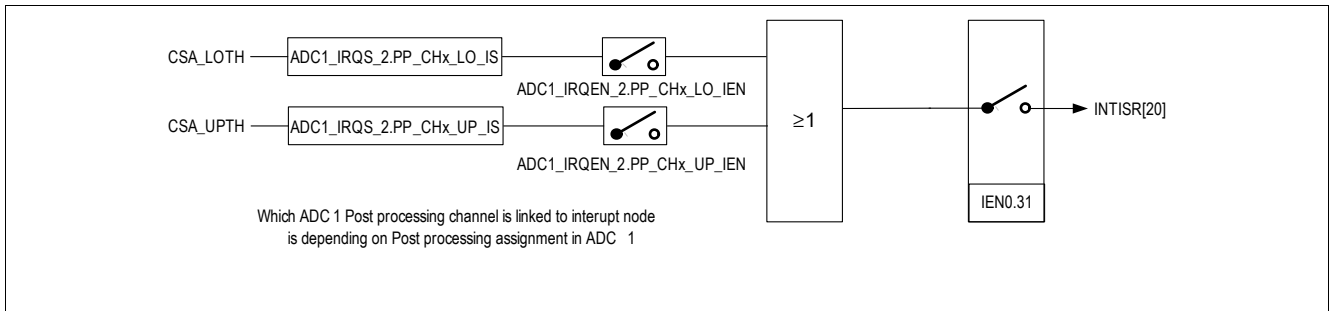 CSA_LOTH
ADC1_IRQS_2.PP_CHx_LO_IS
ADC1_IRQEN_2.PP_CHx_LO_IEN
CSA_UPTH
ADC1_IRQS_2.PP_CHx_UP_IS
ADC1_IRQEN_2.PP_CHx_UP_IEN
≥1
INTISR[20]
IEN0.31
Which ADC 1 Post processing channel is linked to interupt node
is depending on Post processing assignment in ADC 1